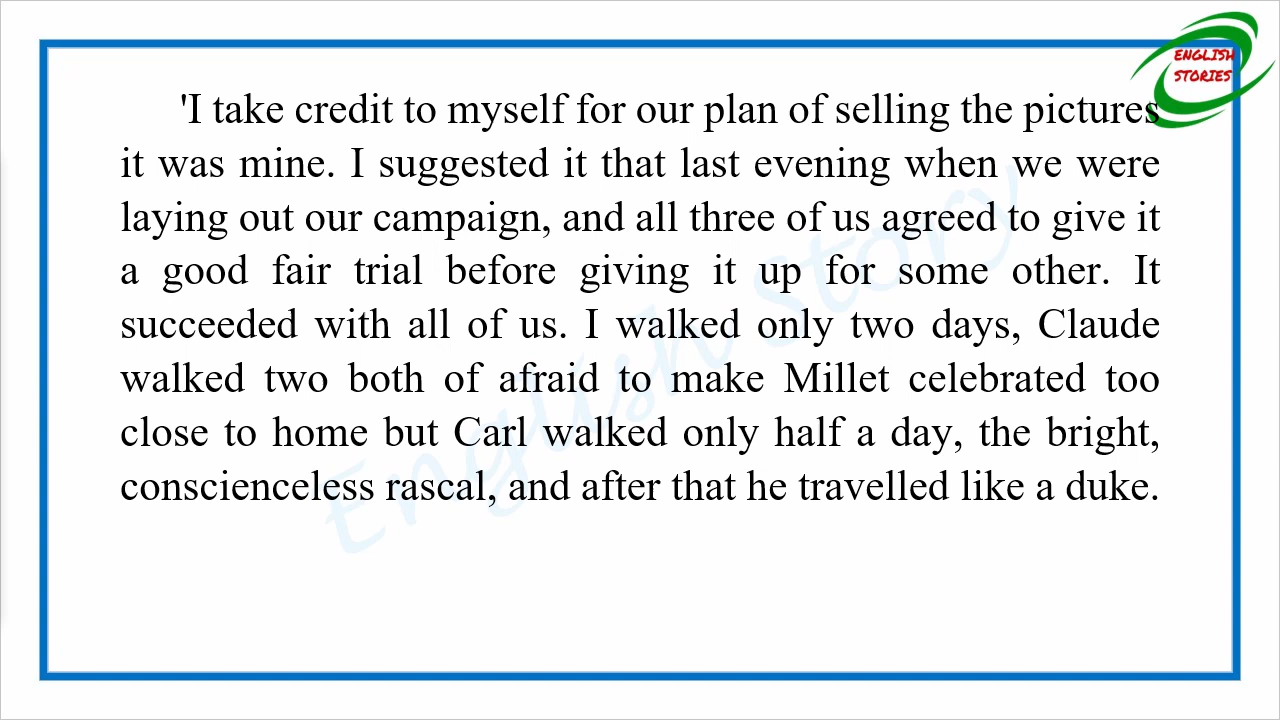 ENGLISH
STORIES
'I take credit to myself for our plan of selling the pictures
it was mine. I suggested it that last evening when we were
laying out our campaign, and all three of us agreed to give it
a good fair trial before giving it up for some other. It
succeeded with all of us. I walked only two days, Claude
walked two both of afraid to make Millet celebrated too
close to home but Carl walked only half a day, the bright,
conscienceless rascal, and after that he travelled like a duke.
English Story